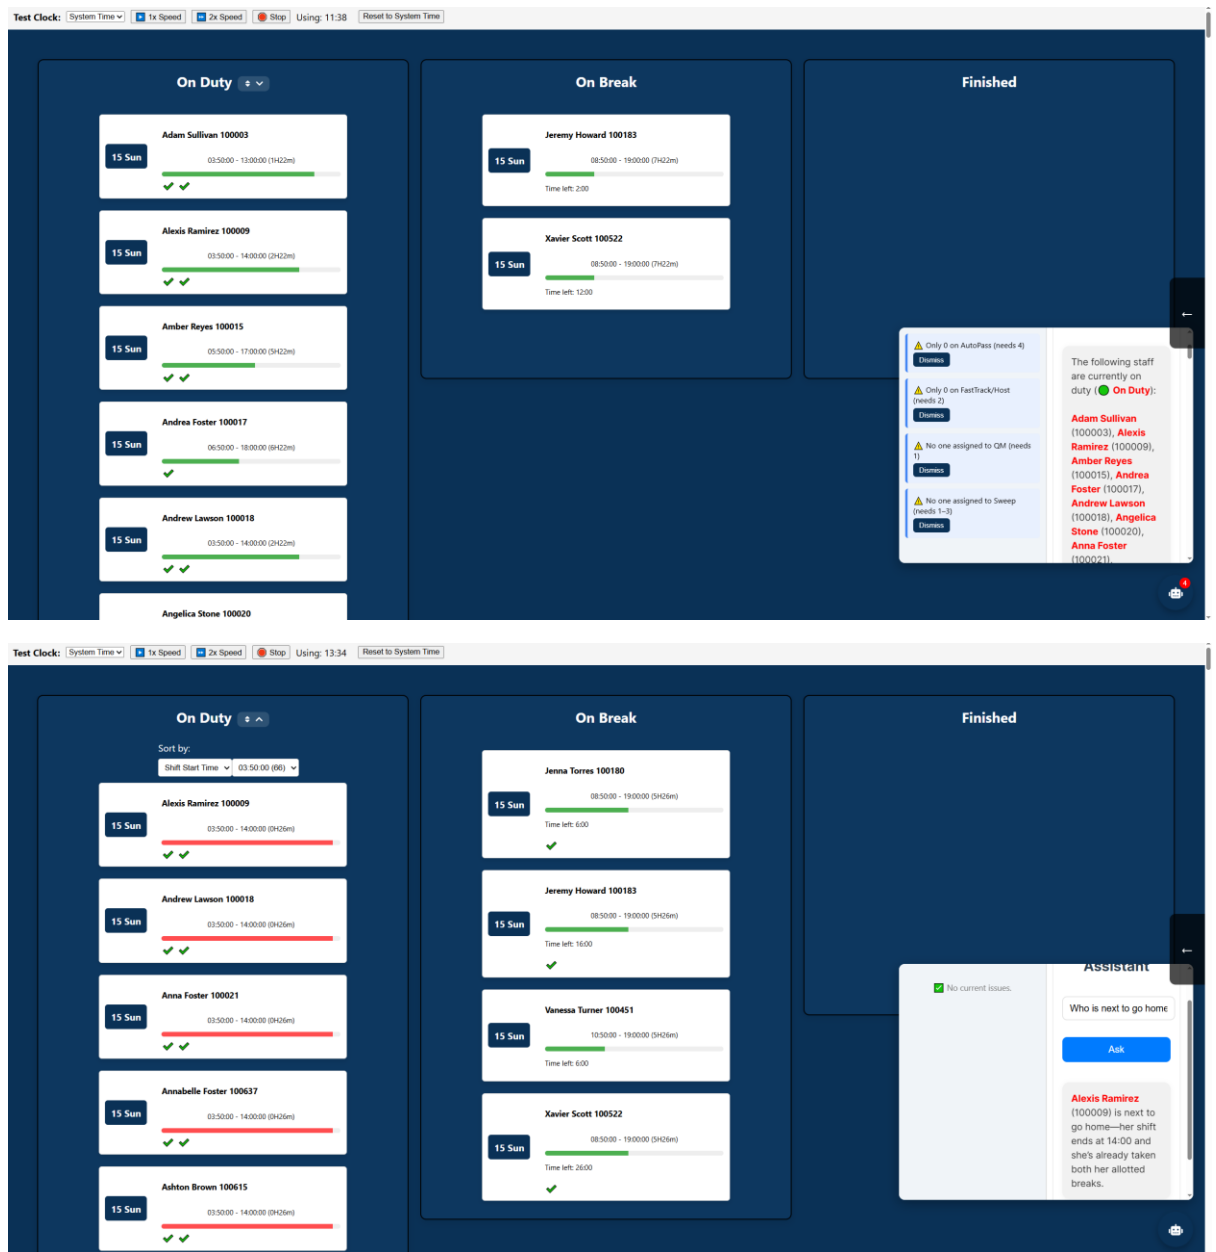 Test Clock: System Time 1x Speed 2x Speed Stop Using: 11:38 Reset to System Time
On Duty
Adam Sullivan 100003
15 Sun
03:50:00 - 13:00:00 (1H22m)
Alexis Ramirez 100009
15 Sun
03:50:00 - 14:00:00 (2H22m)
Amber Reyes 100015
15 Sun
05:50:00 - 17:00:00 (5H22m)
Andrea Foster 100017
15 Sun
06:50:00 - 18:00:00 (6H22m)
Andrew Lawson 100018
15 Sun
03:50:00 - 14:00:00 (2H22m)
Angelica Stone 100020
On Break
Jeremy Howard 100183
15 Sun
08:50:00 - 19:00:00 (7H22m)
Time left: 2:00
Xavier Scott 100522
15 Sun
08:50:00 - 19:00:00 (7H22m)
Time left: 12:00
Finished
←
Only 0 on AutoPass (needs 4)
Dismiss
Only 0 on FastTrack/Host
(needs 2)
Dismiss
No one assigned to QM (needs
1)
Dismiss
No one assigned to Sweep
(needs 1–3)
Dismiss
The following staff
are currently on
duty (🟢 On Duty):
Adam Sullivan
(100003), Alexis
Ramirez (100009),
Amber Reyes
(100015), Andrea
Foster (100017),
Andrew Lawson
(100018), Angelica
Stone (100020),
Anna Foster
(100021),
4
Test Clock: System Time 1x Speed 2x Speed Stop Using: 13:34 Reset to System Time
On Duty
Sort by:
Shift Start Time 03:50:00 (66)
Alexis Ramirez 100009
15 Sun
03:50:00 - 14:00:00 (0H26m)
Andrew Lawson 100018
15 Sun
03:50:00 - 14:00:00 (0H26m)
Anna Foster 100021
15 Sun
03:50:00 - 14:00:00 (0H26m)
Annabelle Foster 100637
15 Sun
03:50:00 - 14:00:00 (0H26m)
Ashton Brown 100615
15 Sun
03:50:00 - 14:00:00 (0H26m)
On Break
Jenna Torres 100180
15 Sun
08:50:00 - 19:00:00 (5H26m)
Time left: 6:00
Jeremy Howard 100183
15 Sun
08:50:00 - 19:00:00 (5H26m)
Time left: 16:00
Vanessa Turner 100451
15 Sun
10:50:00 - 19:00:00 (5H26m)
Time left: 6:00
Xavier Scott 100522
15 Sun
08:50:00 - 19:00:00 (5H26m)
Time left: 26:00
Finished
←
No current issues.
Assistant
Who is next to go home
Ask
Alexis Ramirez
(100009) is next to
go home—her shift
ends at 14:00 and
she's already taken
both her allotted
breaks.